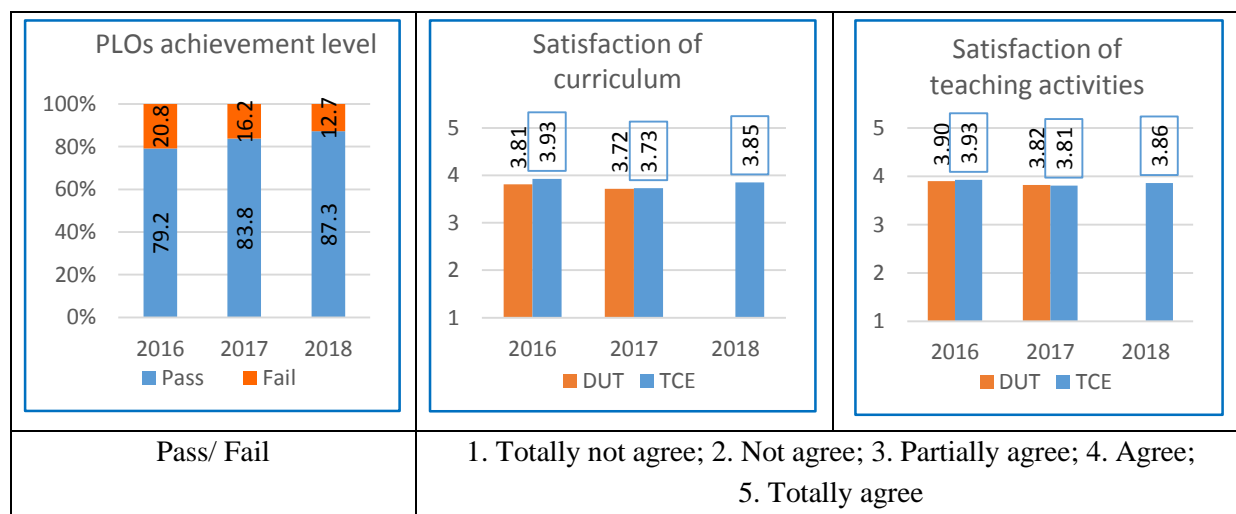 PLOs achievement level
100%
80%
60%
40%
20%
0%
20.8
16.2
12.7
79.2
83.8
87.3
2016 2017 2018
Pass Fail
Satisfaction of
curriculum
5
4
3
2
1
3.81
3.93
3.72
3.73
3.85
2016 2017 2018
DUT TCE
Satisfaction of
teaching activities
5
4
3
2
1
3.90
3.93
3.82
3.81
3.86
2016 2017 2018
DUT TCE
Pass/ Fail
1. Totally not agree; 2. Not agree; 3. Partially agree; 4. Agree;
5. Totally agree